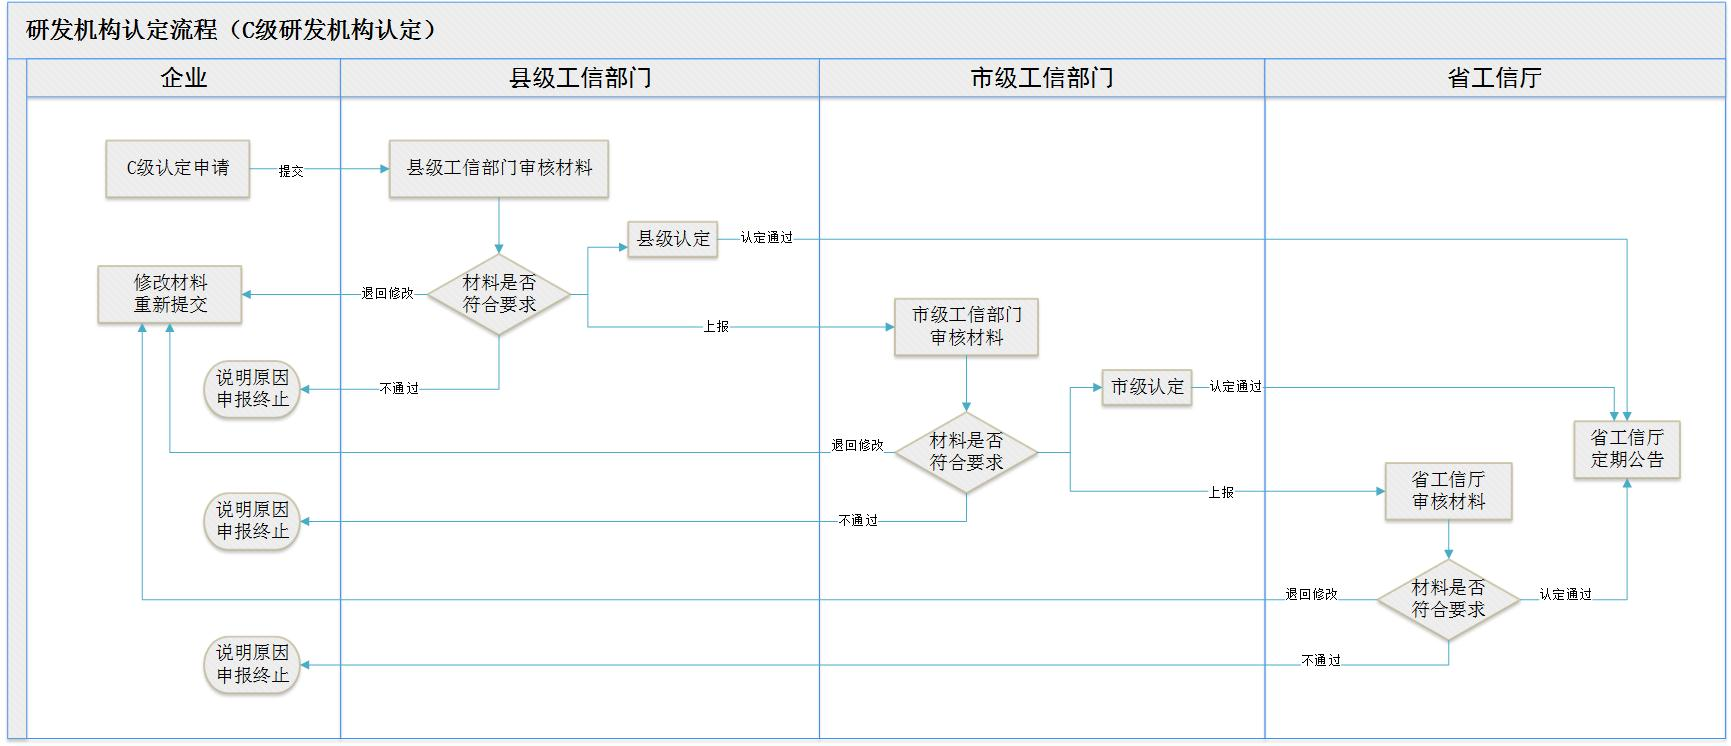 研发机构认定流程（C级研发机构认定）
企业
县级工信部门
市级工信部门
省工信厅
C级认定申请
提交
县级工信部门审核材料
县级认定
认定通过
修改材料
重新提交
退回修改
材料是否
符合要求
上报
市级工信部门
审核材料
说明原因
申报终止
不通过
市级认定
认定通过
退回修改
材料是否
符合要求
省工信厅
定期公告
上报
省工信厅
审核材料
说明原因
申报终止
不通过
退回修改
材料是否
符合要求
认定通过
说明原因
申报终止
不通过